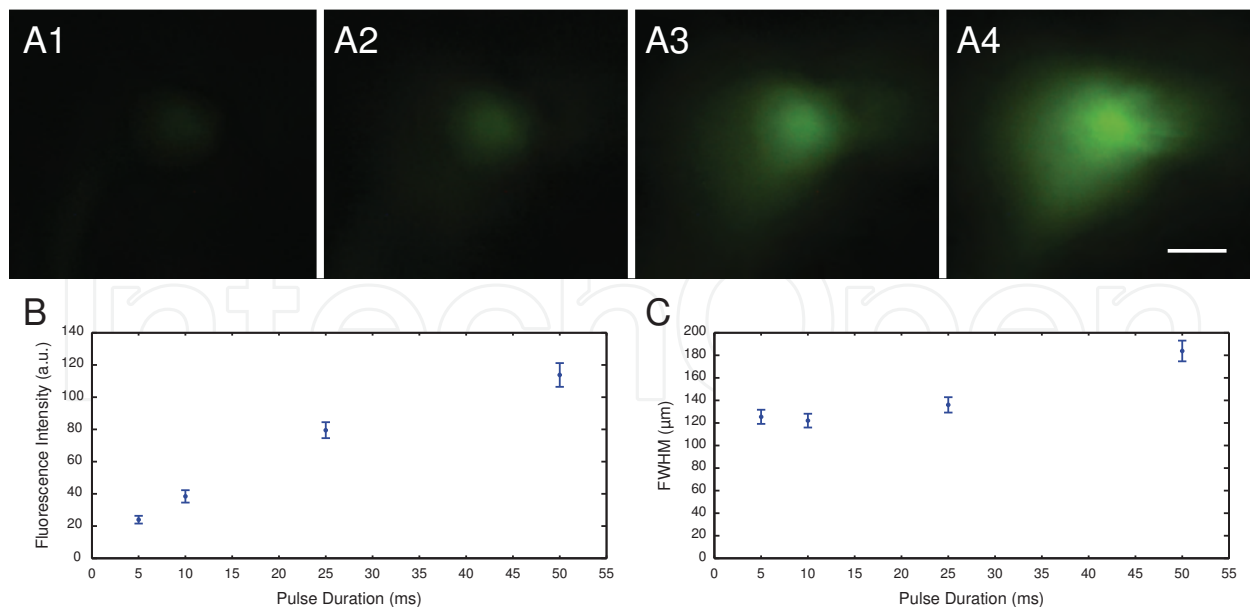 A1 A2 A3 A4
IntechOpen
B
Fluorescence Intensity (a.u.)
140
120
100
80
60
40
20
0
0 5 10 15 20 25 30 35 40 45 50 55
Pulse Duration (ms)
C
FWHM (µm)
200
180
160
140
120
100
80
60
40
20
0
0 5 10 15 20 25 30 35 40 45 50 55
Pulse Duration (ms)